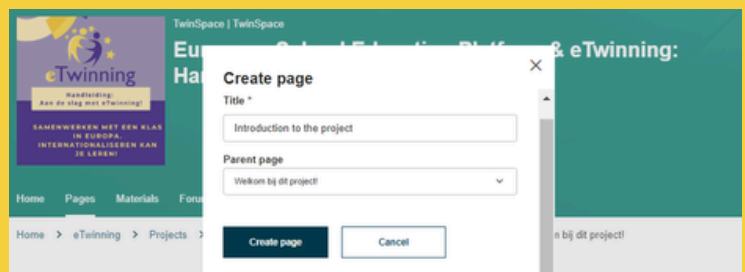 TwinSpace | TwinSpace
& eTwinning:
eTwinning
Handleiding:
Aan de slag met eTwinning!
SAMENWERKEN MET EEN KLAS
IN EUROPA.
INTERNATIONALISEREN KAN
JE LEREN!
Create page
Title *
Introduction to the project
Parent page
Welkom bij dit project!
Create page
Cancel
Home Pages Materials
Home > eTwinning > Projects >
n bij dit project!